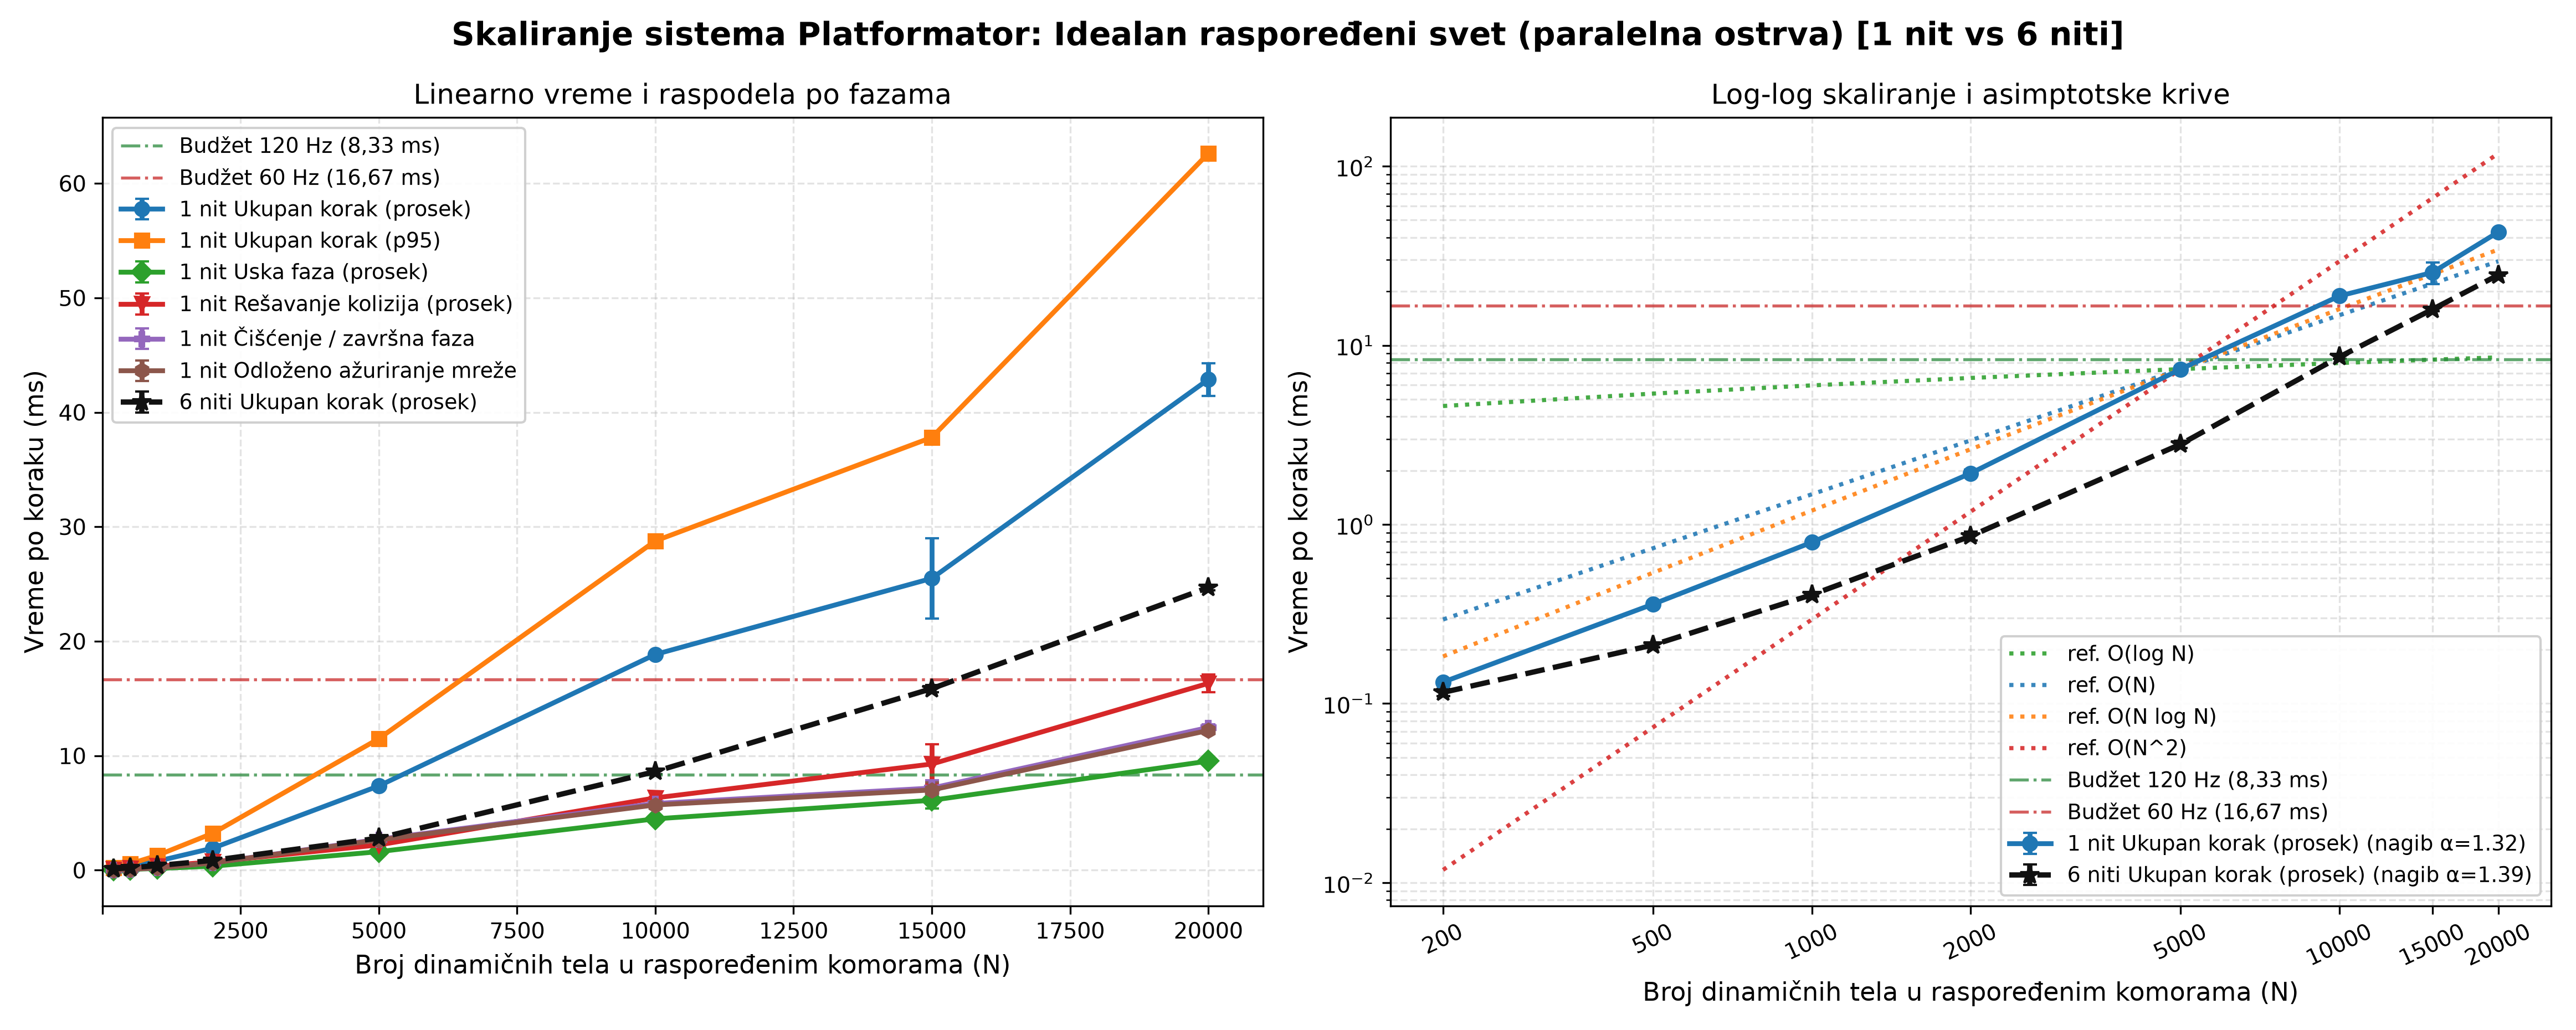 Skaliranje sistema Platformator: Idealan raspoređeni svet (paralelna ostrva) [1 nit vs 6 niti]
Linearno vreme i raspodela po fazama
Budžet 120 Hz (8,33 ms)
Budžet 60 Hz (16,67 ms)
1 nit Ukupan korak (prosek)
1 nit Ukupan korak (p95)
1 nit Uska faza (prosek)
1 nit Rešavanje kolizija (prosek)
1 nit Čišćenje / završna faza
1 nit Odloženo ažuriranje mreže
6 niti Ukupan korak (prosek)
Vreme po koraku (ms)
60
50
40
30
20
10
0
2500
5000
7500
10000
12500
15000
17500
20000
Broj dinamičnih tela u raspoređenim komorama (N)
Log-log skaliranje i asimptotske krive
Vreme po koraku (ms)
10²
10¹
10⁰
10⁻¹
10⁻²
ref. O(log N)
ref. O(N)
ref. O(N log N)
ref. O(N^2)
Budžet 120 Hz (8,33 ms)
Budžet 60 Hz (16,67 ms)
1 nit Ukupan korak (prosek) (nagib α=1.32)
6 niti Ukupan korak (prosek) (nagib α=1.39)
200
500
1000
2000
5000
10000
15000
20000
Broj dinamičnih tela u raspoređenim komorama (N)